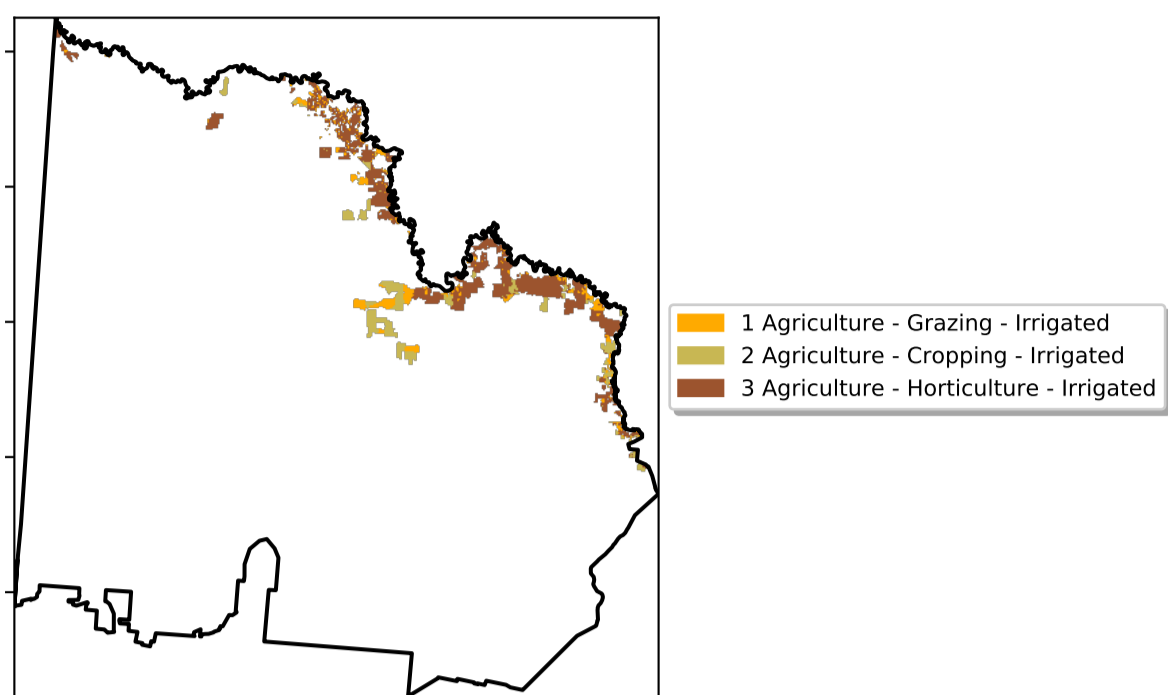 1 Agriculture - Grazing - Irrigated
2 Agriculture - Cropping - Irrigated
3 Agriculture - Horticulture - Irrigated